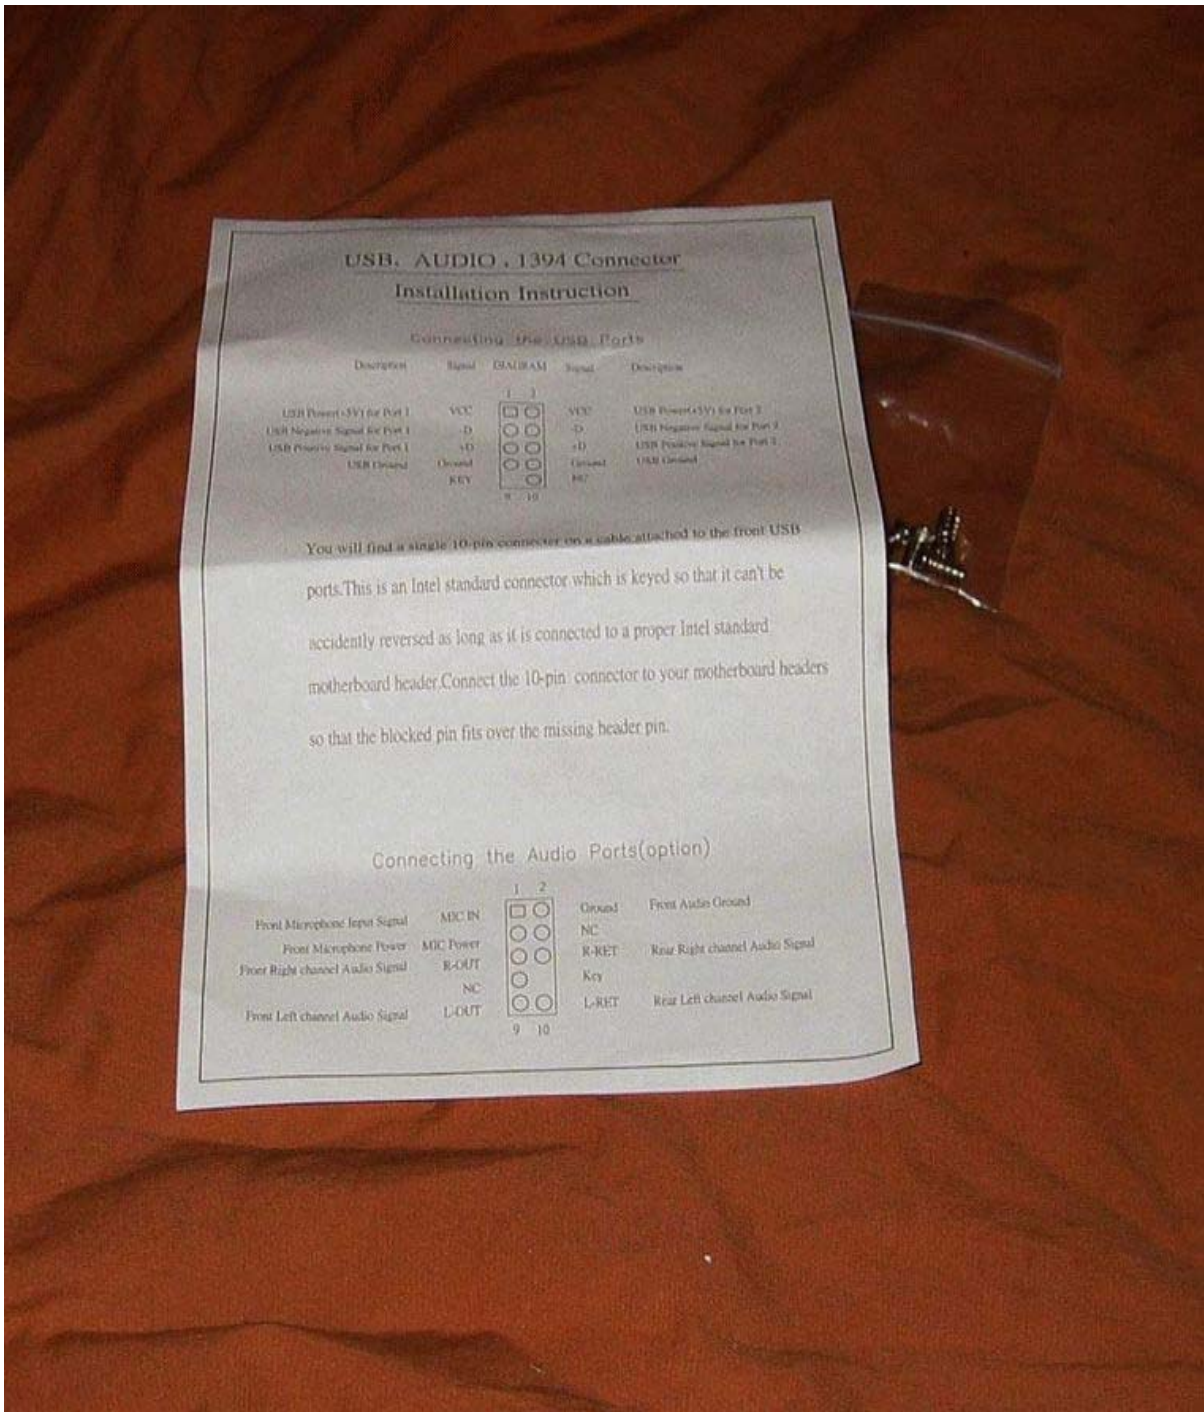 USB. AUDIO . 1394 Connector
Installation Instruction
Connecting the USB Ports
Description Signal DIAGRAM Signal Description
1 2
USB Power(+5V) for Port 1 VCC VCC USB Power(+5V) for Port 2
USB Negative Signal for Port 1 -D -D USB Negative Signal for Port 2
USB Positive Signal for Port 1 +D +D USB Positive Signal for Port 2
USB Ground Ground Ground USB Ground
KEY NC
9 10
You will find a single 10-pin connecter on a cable attached to the front USB
ports.This is an Intel standard connector which is keyed so that it can't be
accidently reversed as long as it is connected to a proper Intel standard
motherboard header.Connect the 10-pin connector to your motherboard headers
so that the blocked pin fits over the missing header pin.
Connecting the Audio Ports(option)
1 2
Front Microphone Input Signal MIC IN Ground Front Audio Ground
NC
Front Microphone Power MIC Power R-RET Rear Right channel Audio Signal
Front Right channel Audio Signal R-OUT Key
NC
Front Left channel Audio Signal L-OUT L-RET Rear Left channel Audio Signal
9 10